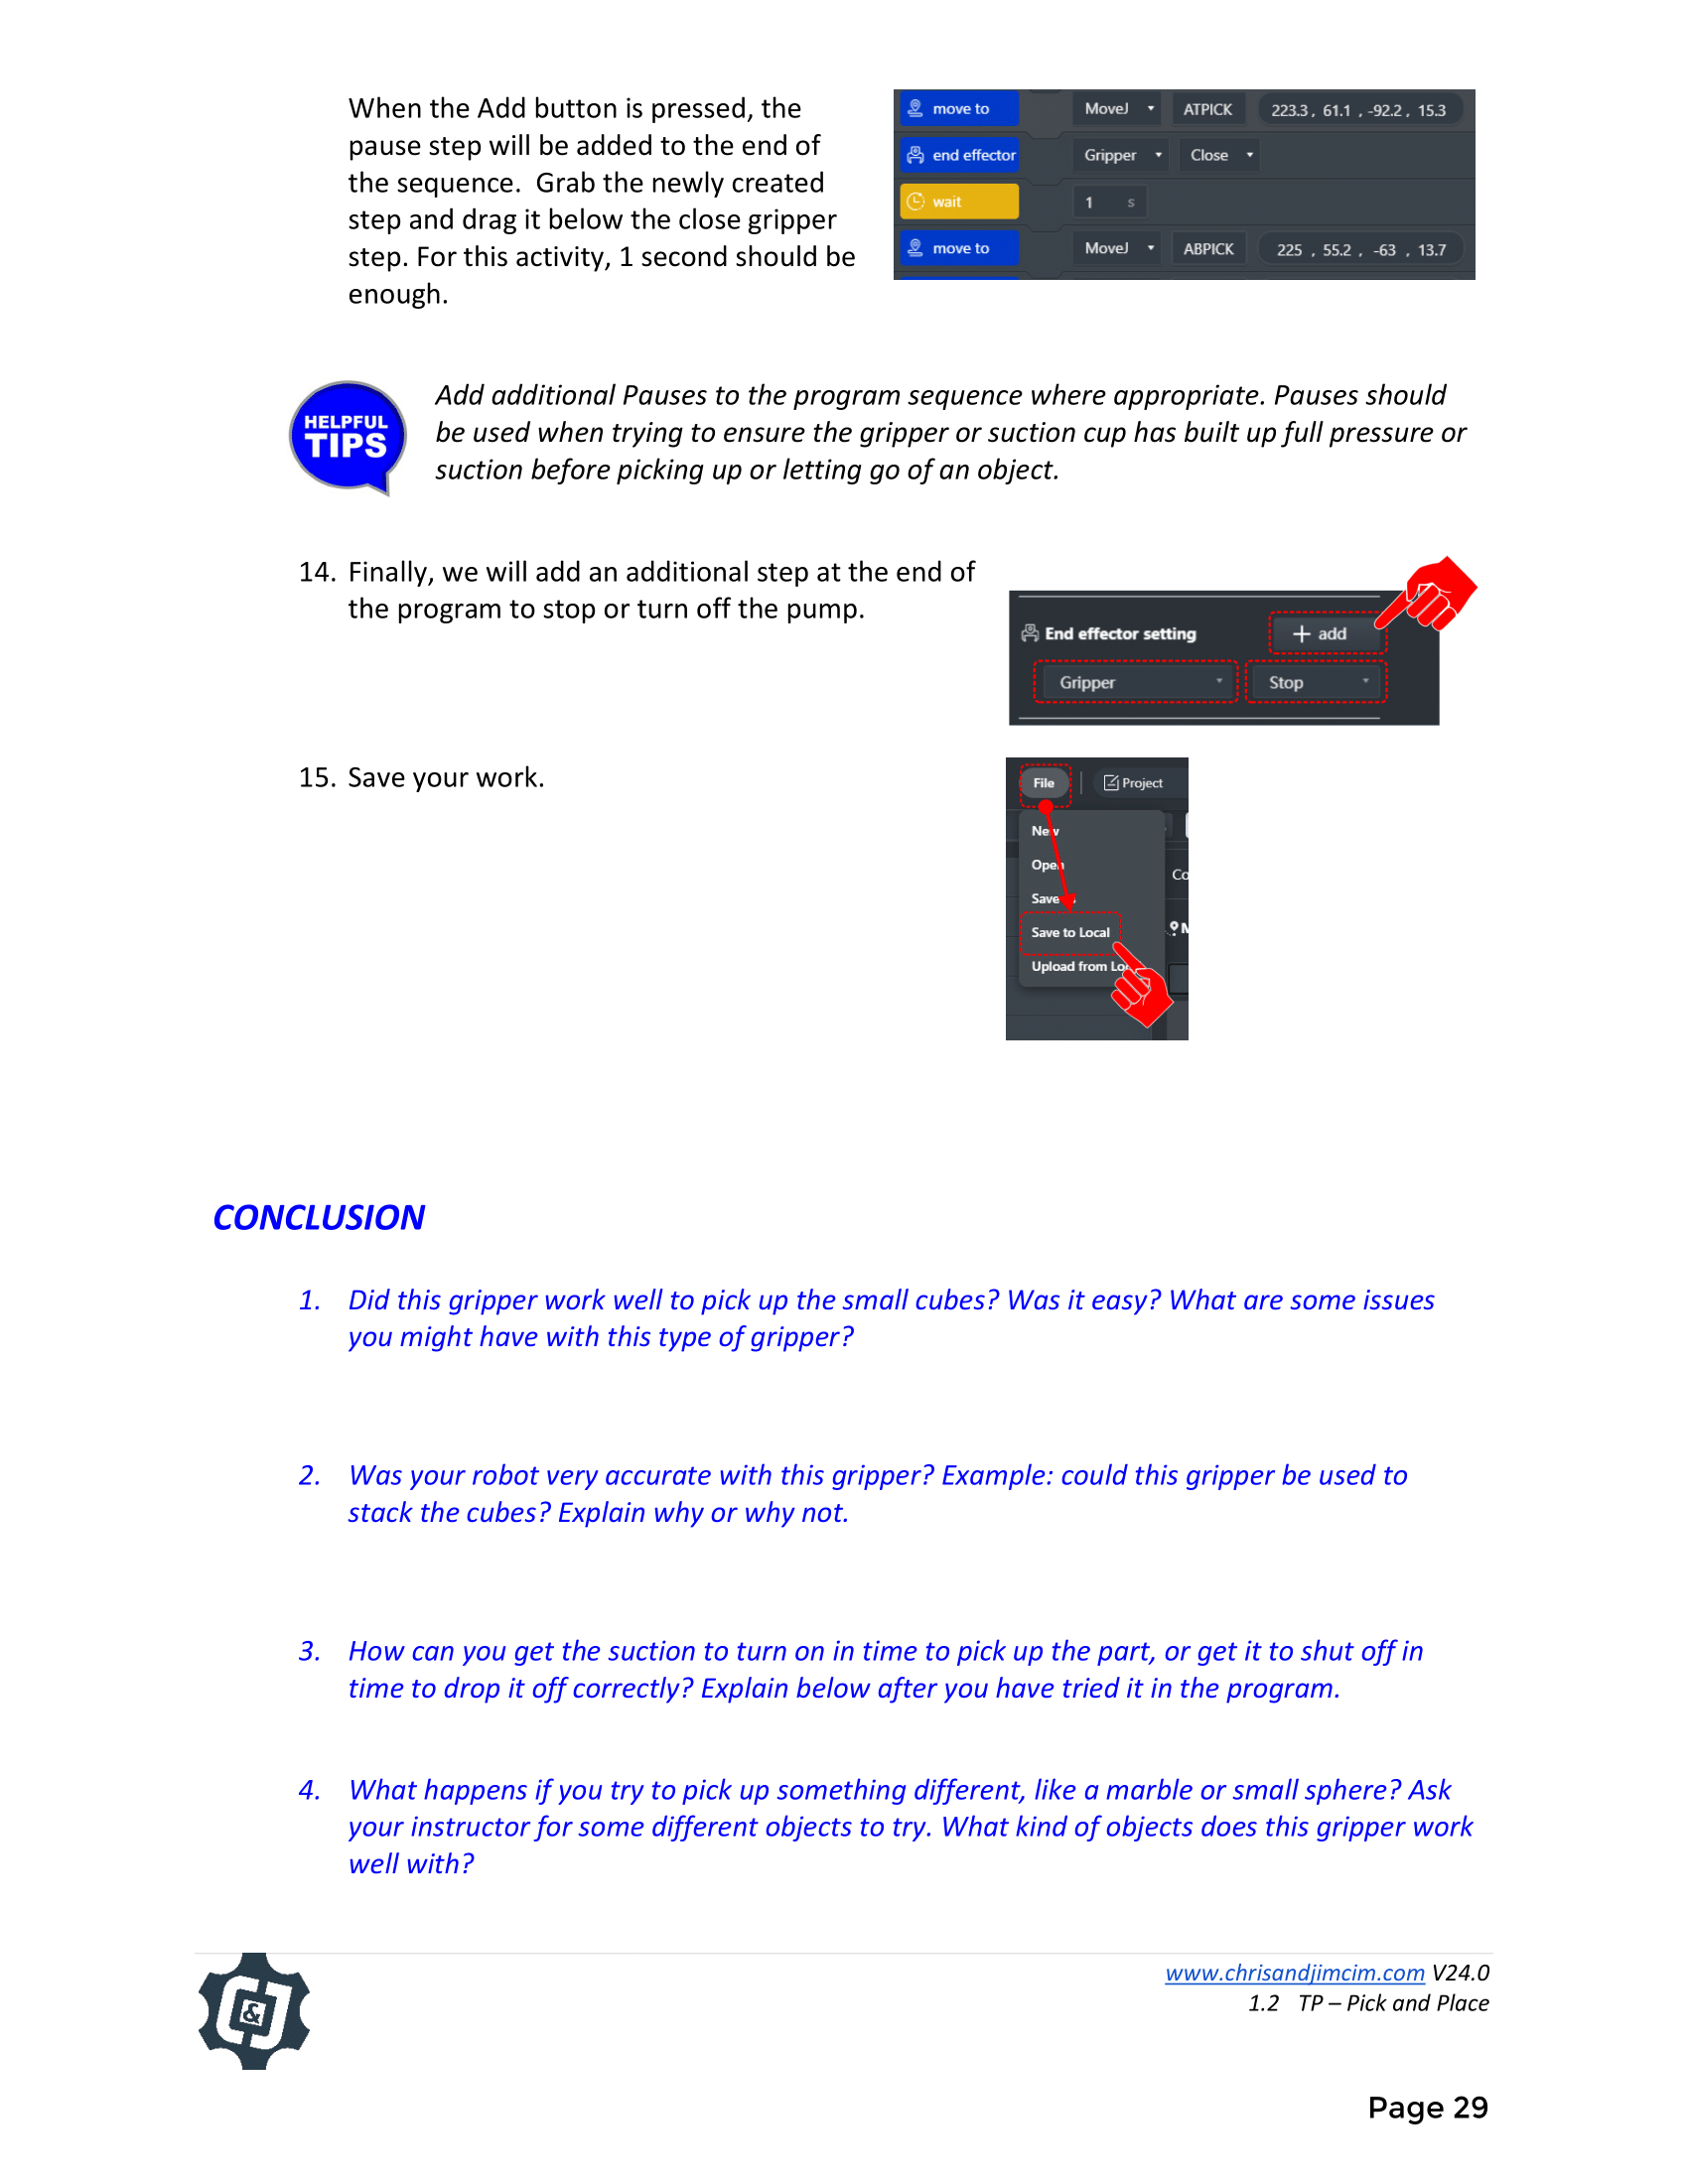 When the Add button is pressed, the
pause step will be added to the end of
the sequence.  Grab the newly created
step and drag it below the close gripper
step. For this activity, 1 second should be
enough.
move to MoveJ ATPICK 223.3 , 61.1 , -92.2 , 15.3
end effector Gripper Close
wait 1 s
move to MoveJ ABPICK 225 , 55.2 , -63 , 13.7
HELPFUL
TIPS
Add additional Pauses to the program sequence where appropriate. Pauses should
be used when trying to ensure the gripper or suction cup has built up full pressure or
suction before picking up or letting go of an object.
14. Finally, we will add an additional step at the end of
the program to stop or turn off the pump.
End effector setting + add
Gripper Stop
15. Save your work.
File Project
New
Open
Save
Save to Local
Upload from
CONCLUSION
1. Did this gripper work well to pick up the small cubes? Was it easy? What are some issues
you might have with this type of gripper?
2. Was your robot very accurate with this gripper? Example: could this gripper be used to
stack the cubes? Explain why or why not.
3. How can you get the suction to turn on in time to pick up the part, or get it to shut off in
time to drop it off correctly? Explain below after you have tried it in the program.
4. What happens if you try to pick up something different, like a marble or small sphere? Ask
your instructor for some different objects to try. What kind of objects does this gripper work
well with?
&
www.chrisandjimcim.com V24.0
1.2 TP – Pick and Place
Page 29